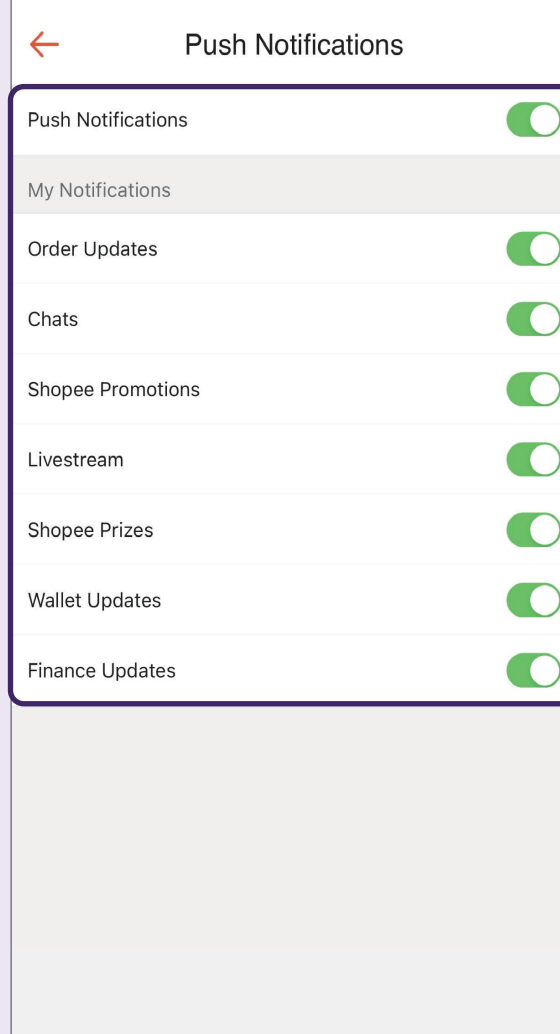 Push Notifications
Push Notifications
My Notifications
Order Updates
Chats
Shopee Promotions
Livestream
Shopee Prizes
Wallet Updates
Finance Updates